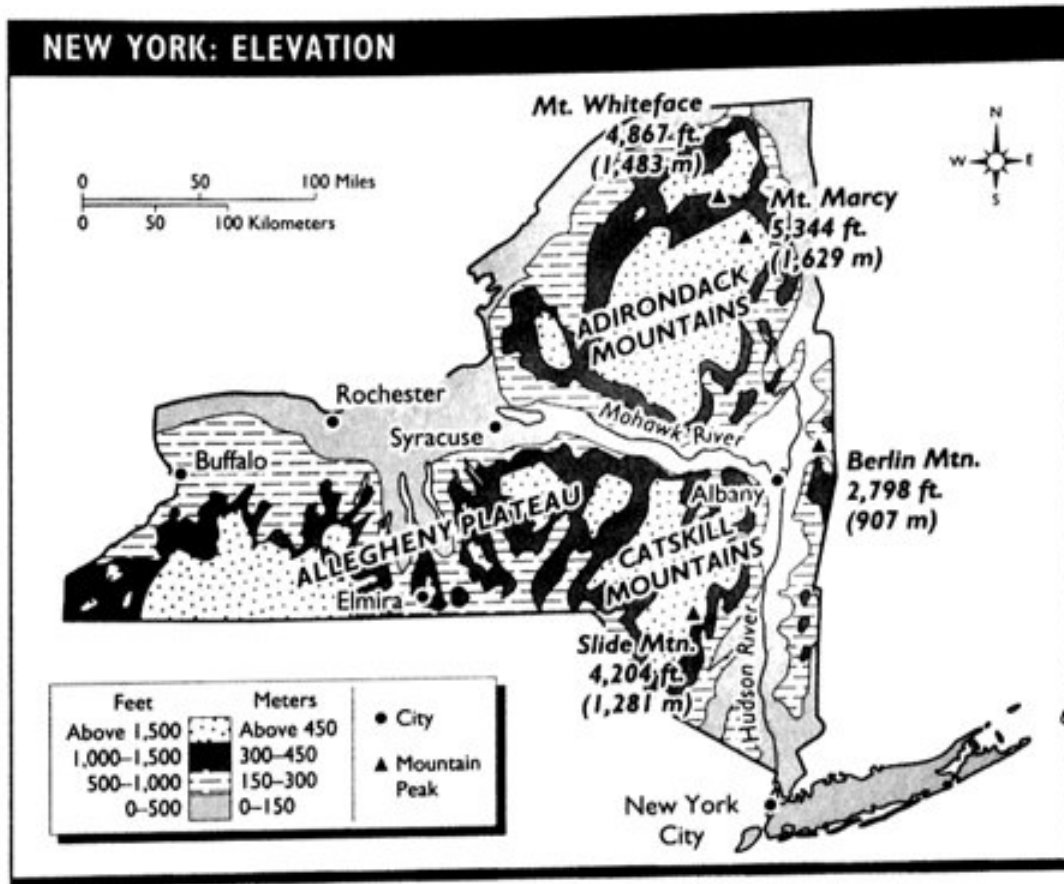 NEW YORK: ELEVATION
Mt. Whiteface
4,867 ft.
(1,483 m)
N
W
E
S
0 50 100 Miles
0 50 100 Kilometers
Mt. Marcy
5,344 ft.
(1,629 m)
ADIRONDACK
MOUNTAINS
Rochester
Mohawk River
Syracuse
Buffalo
Albany
Berlin Mtn.
2,798 ft.
(907 m)
ALLEGHENY PLATEAU
CATSKILL
MOUNTAINS
Elmira
Slide Mtn.
4,204 ft.
(1,281 m)
Hudson River
Feet Meters
Above 1,500 Above 450
1,000–1,500 300–450
500–1,000 150–300
0–500 0–150
City
Mountain
Peak
New York
City